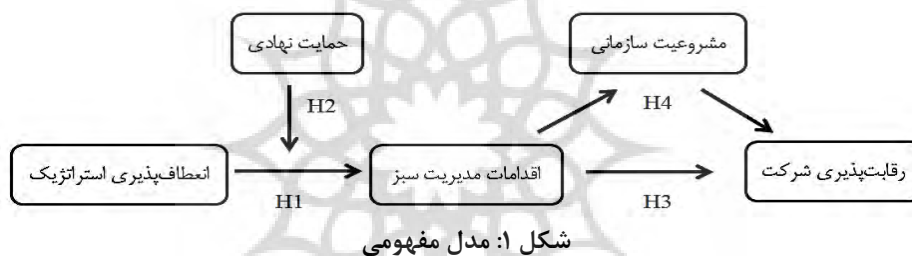 حمایت نهادی
مشروعیت سازمانی
H2
H4
انعطاف‌پذیری استراتژیک
اقدامات مدیریت سبز
رقابت‌پذیری شرکت
H1
H3
شکل ۱: مدل مفهومی